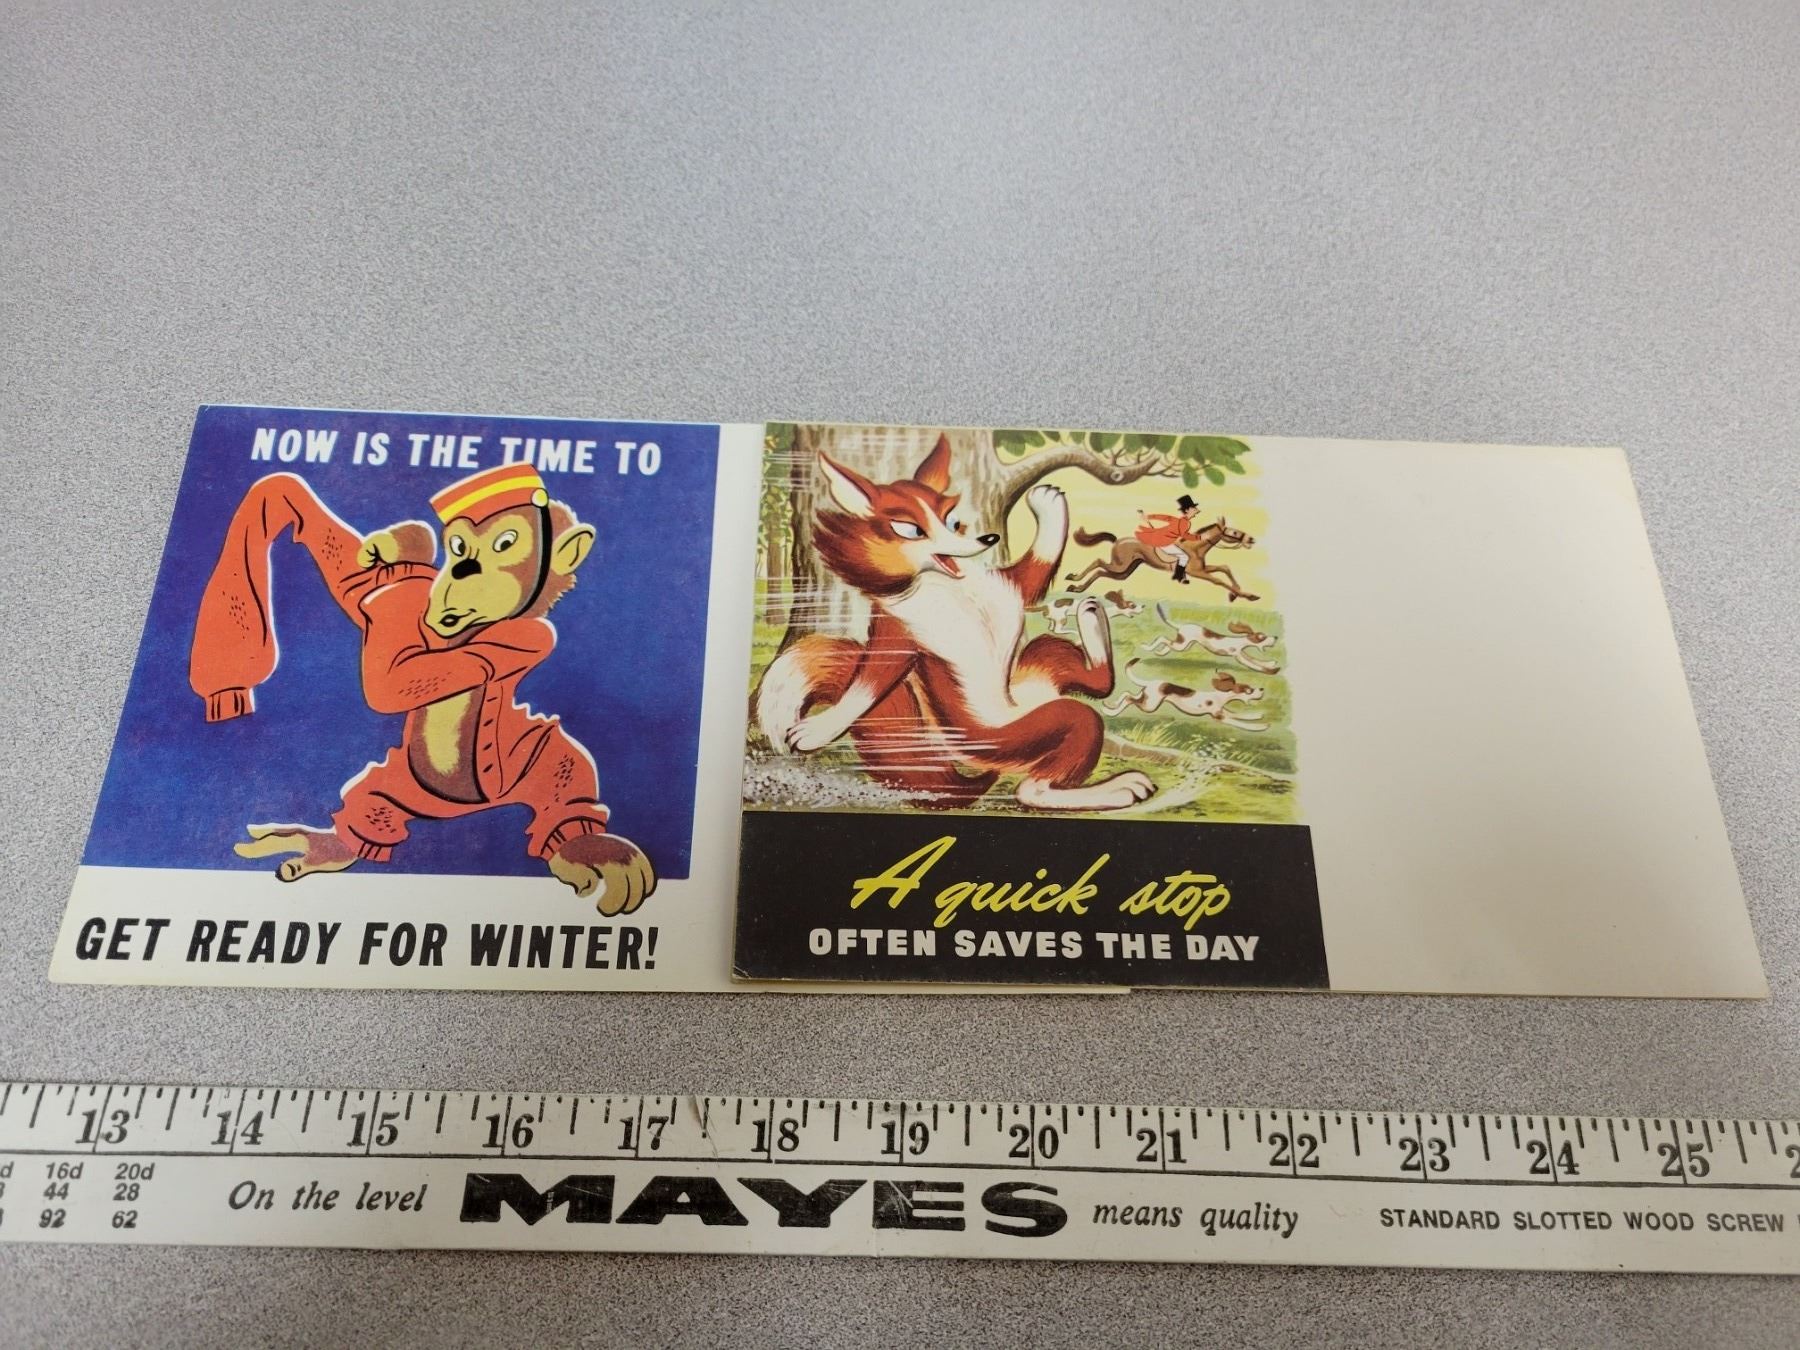 NOW IS THE TIME TO
GET READY FOR WINTER!
A quick stop
OFTEN SAVES THE DAY
13 14 15 16 17 18 19 20 21 22 23 24 25
16d 20d
44 28
92 62
On the level MAYES means quality
STANDARD SLOTTED WOOD SCREW